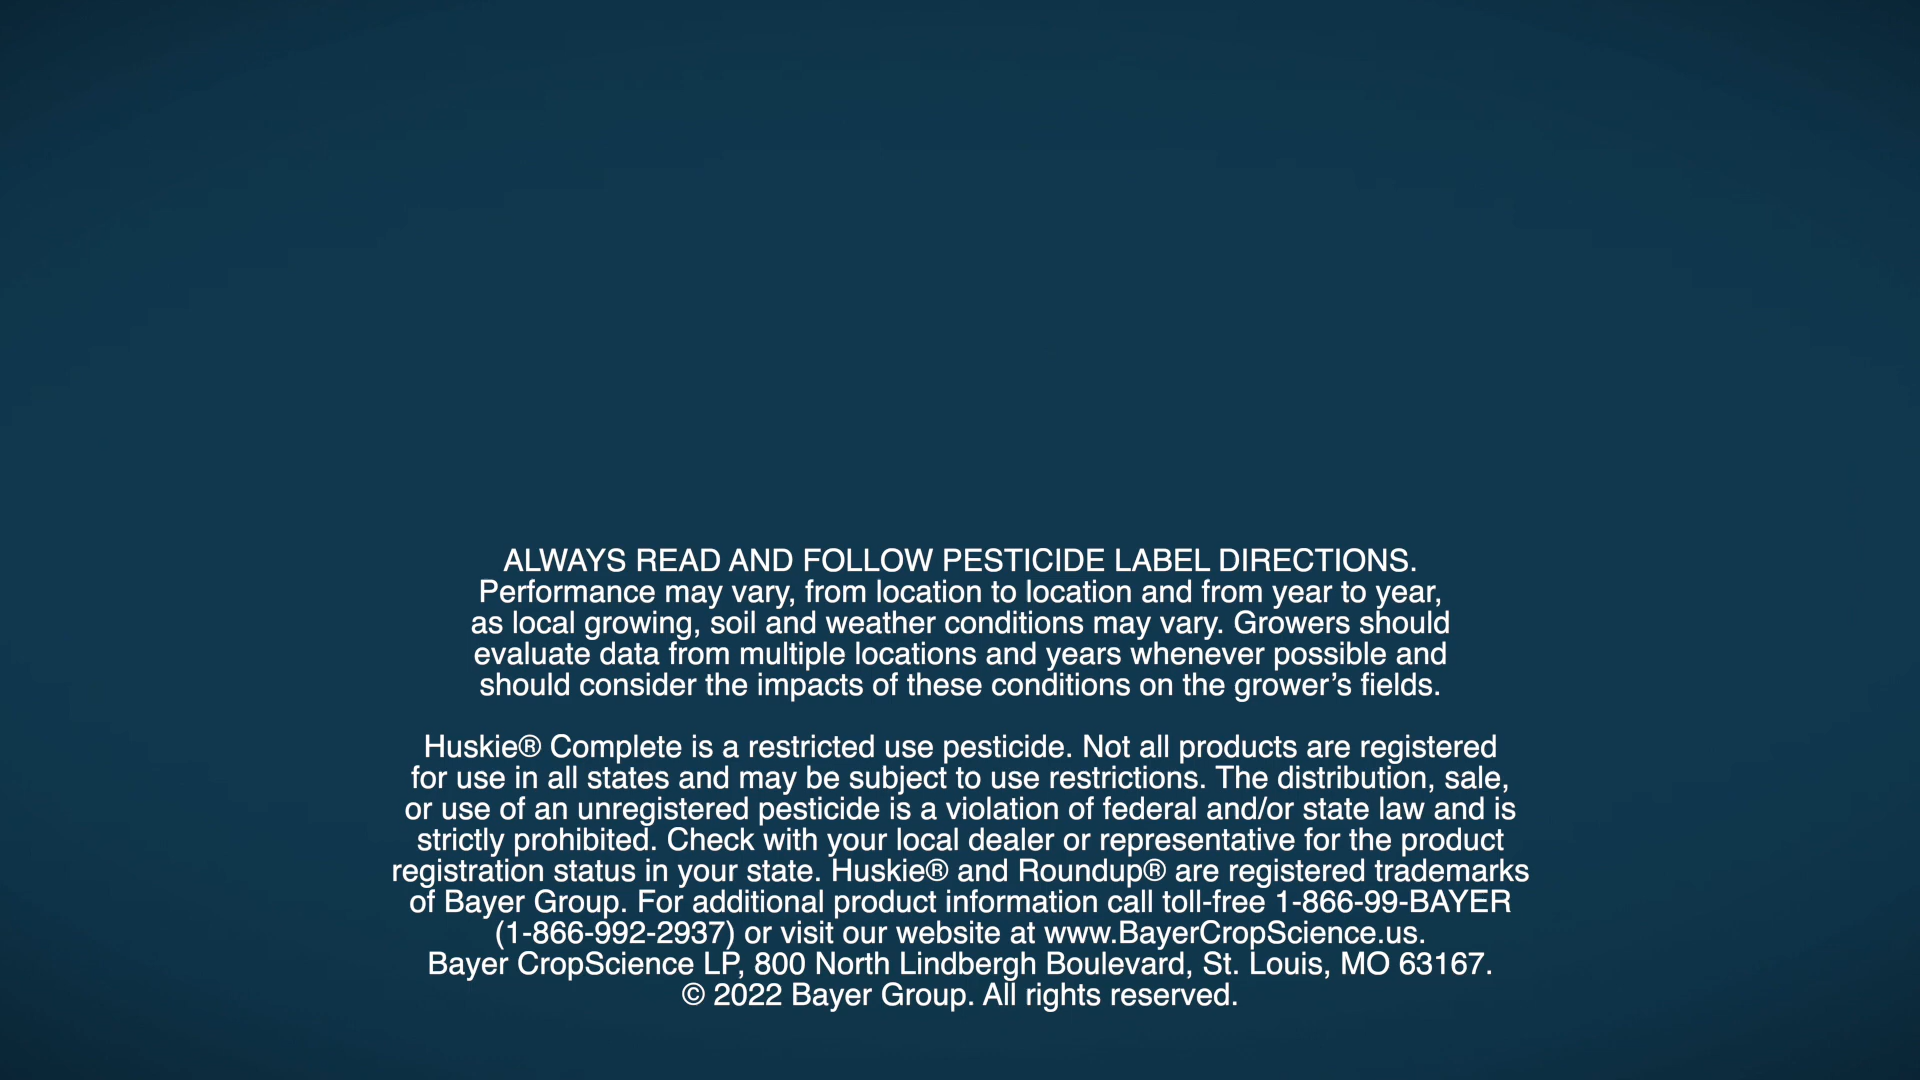 ALWAYS READ AND FOLLOW PESTICIDE LABEL DIRECTIONS.
Performance may vary, from location to location and from year to year,
as local growing, soil and weather conditions may vary. Growers should
evaluate data from multiple locations and years whenever possible and
should consider the impacts of these conditions on the grower’s fields.
Huskie® Complete is a restricted use pesticide. Not all products are registered
for use in all states and may be subject to use restrictions. The distribution, sale,
or use of an unregistered pesticide is a violation of federal and/or state law and is
strictly prohibited. Check with your local dealer or representative for the product
registration status in your state. Huskie® and Roundup® are registered trademarks
of Bayer Group. For additional product information call toll-free 1-866-99-BAYER
(1-866-992-2937) or visit our website at www.BayerCropScience.us.
Bayer CropScience LP, 800 North Lindbergh Boulevard, St. Louis, MO 63167.
© 2022 Bayer Group. All rights reserved.